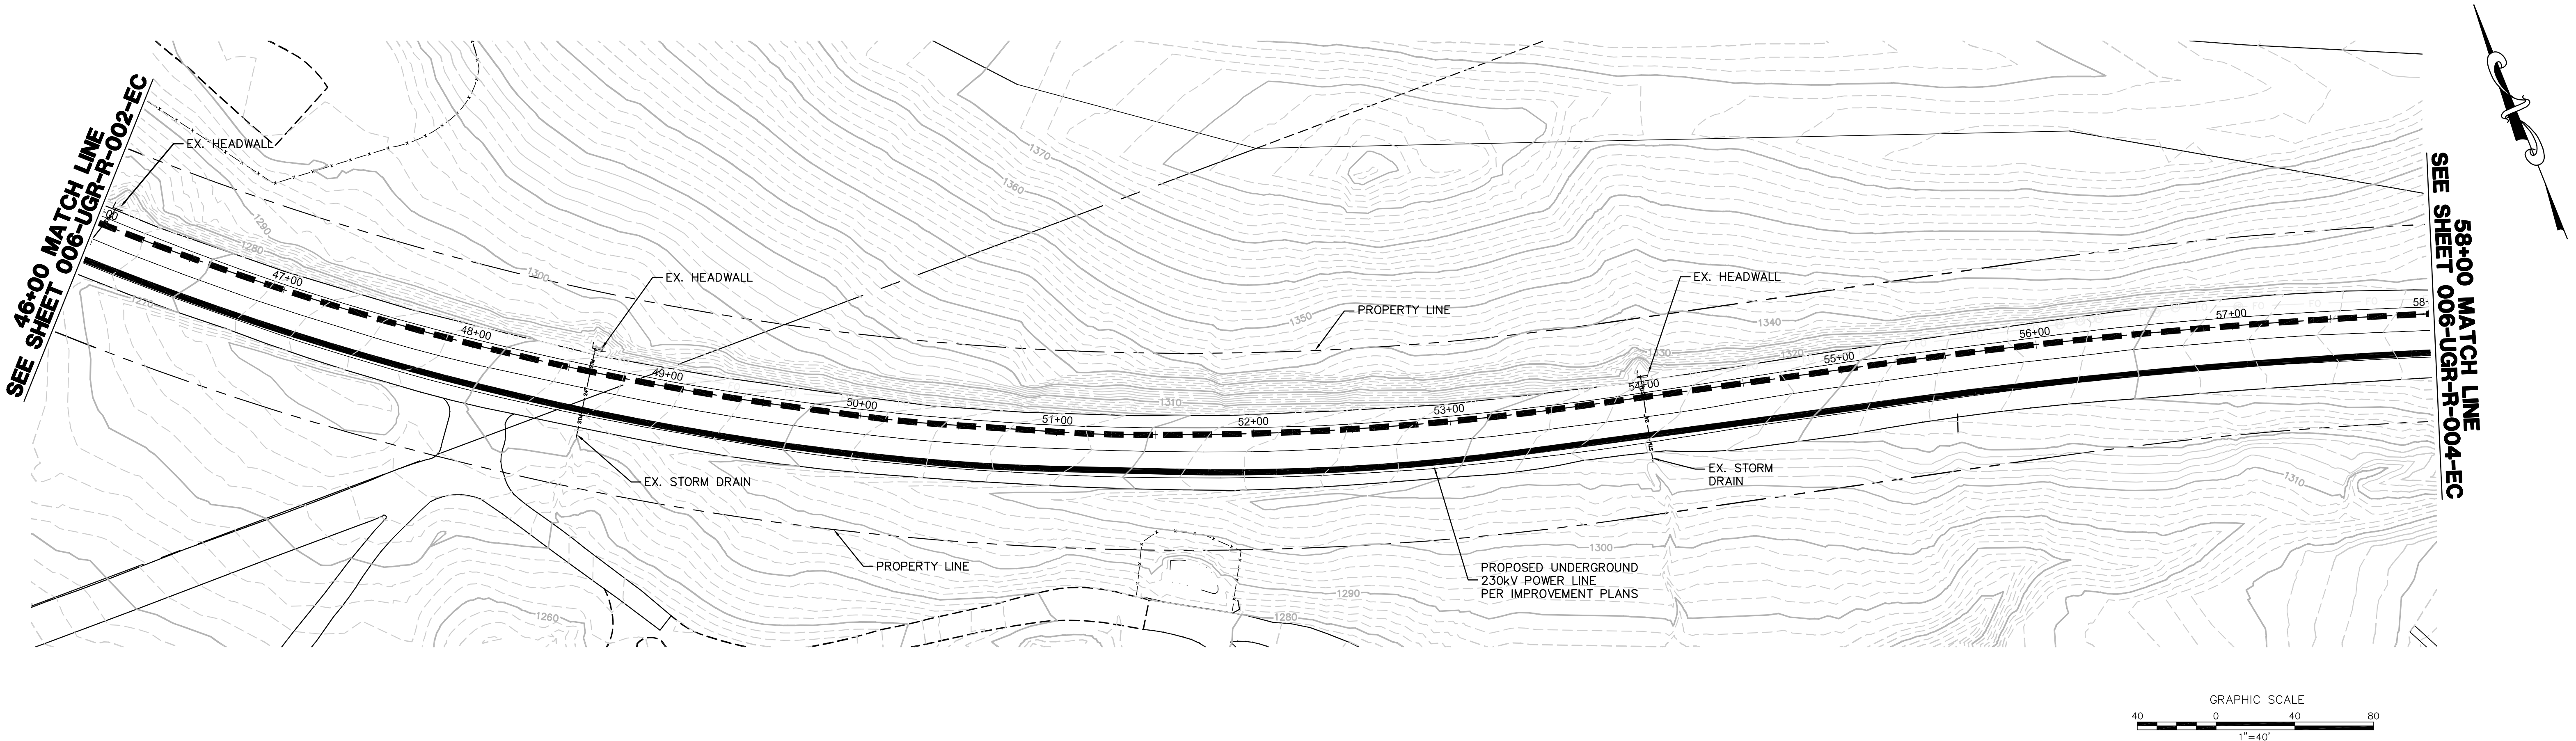 46+00 MATCH LINE
SEE SHEET 006-UGR-R-002-EC
EX. HEADWALL
1290
1280
1270
47+00
48+00
49+00
50+00
51+00
52+00
53+00
54+00
55+00
56+00
57+00
58+
1300
EX. HEADWALL
1370
1360
1350
PROPERTY LINE
EX. HEADWALL
1340
1330
1320
1310
EX. STORM DRAIN
EX. STORM
DRAIN
PROPERTY LINE
PROPOSED UNDERGROUND
230kV POWER LINE
PER IMPROVEMENT PLANS
1300
1290
1280
1260
1310
58+00 MATCH LINE
SEE SHEET 006-UGR-R-004-EC
GRAPHIC SCALE
40 0 40 80
1"=40'